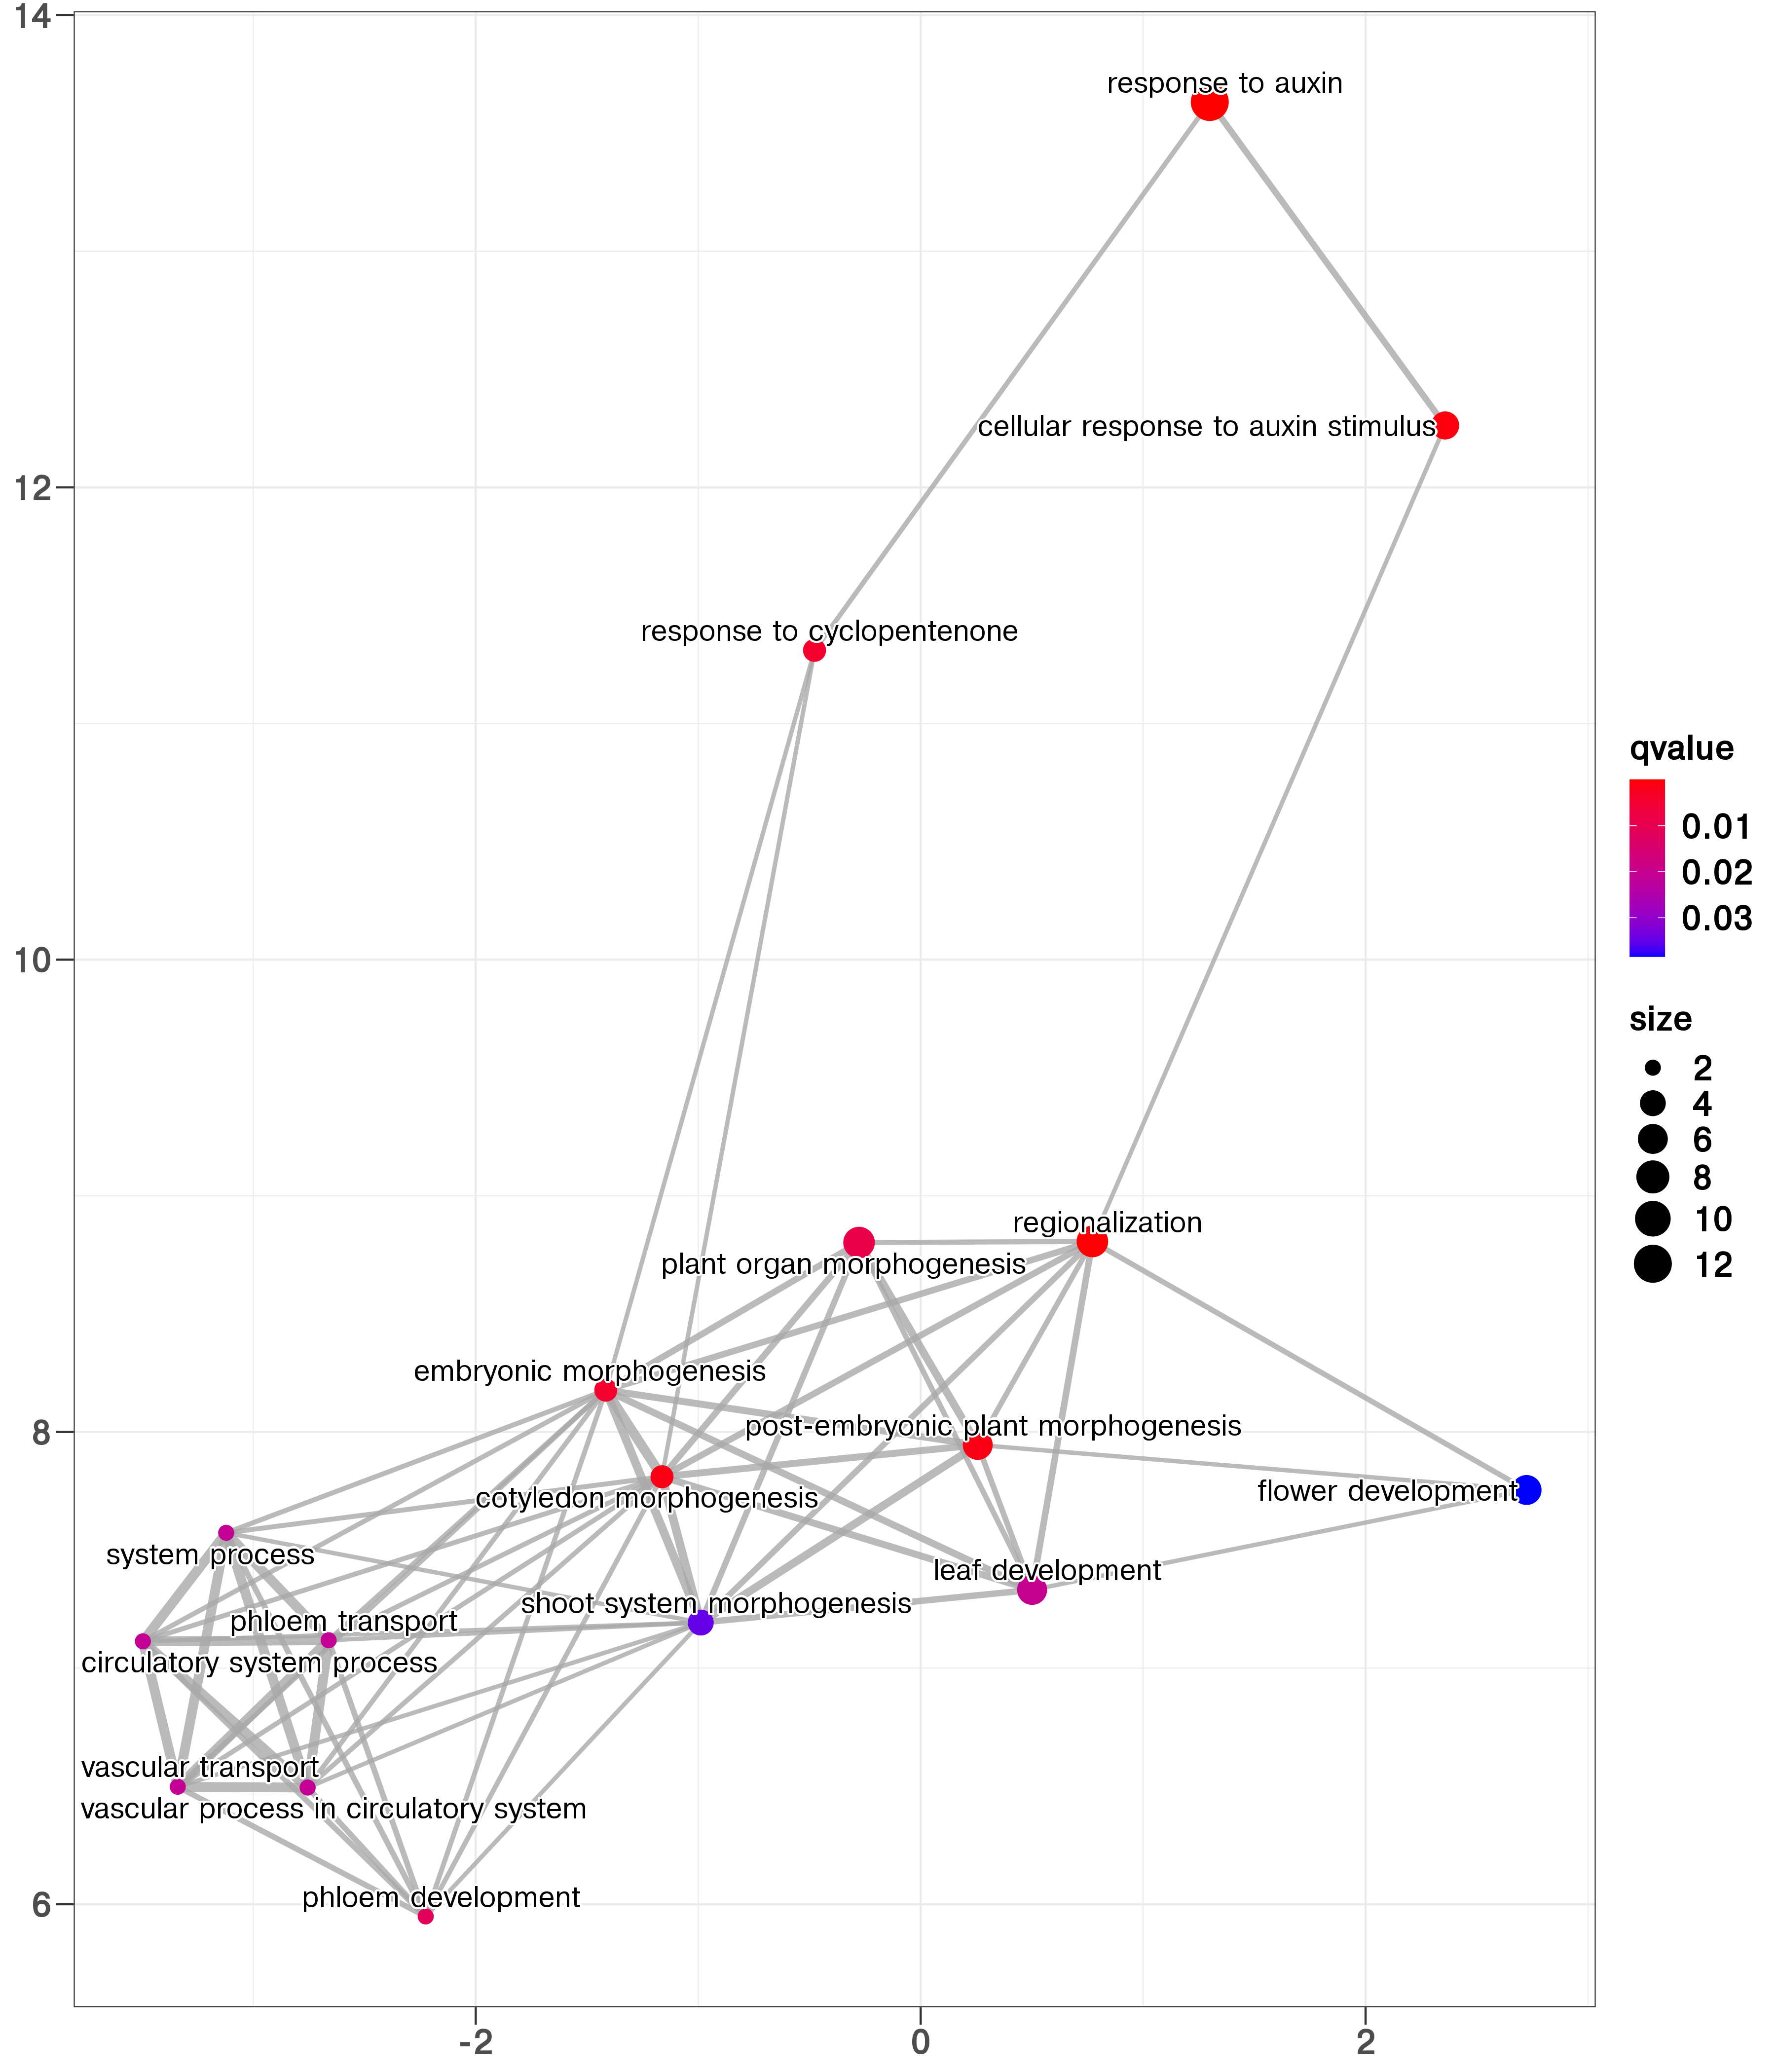 14
response to auxin
cellular response to auxin stimulus
12
response to cyclopentenone
qvalue
0.01
0.02
0.03
10
size
2
4
6
8
10
12
regionalization
plant organ morphogenesis
embryonic morphogenesis
8
post-embryonic plant morphogenesis
flower development
cotyledon morphogenesis
system process
leaf development
shoot system morphogenesis
phloem transport
circulatory system process
vascular transport
vascular process in circulatory system
phloem development
6
-2
0
2